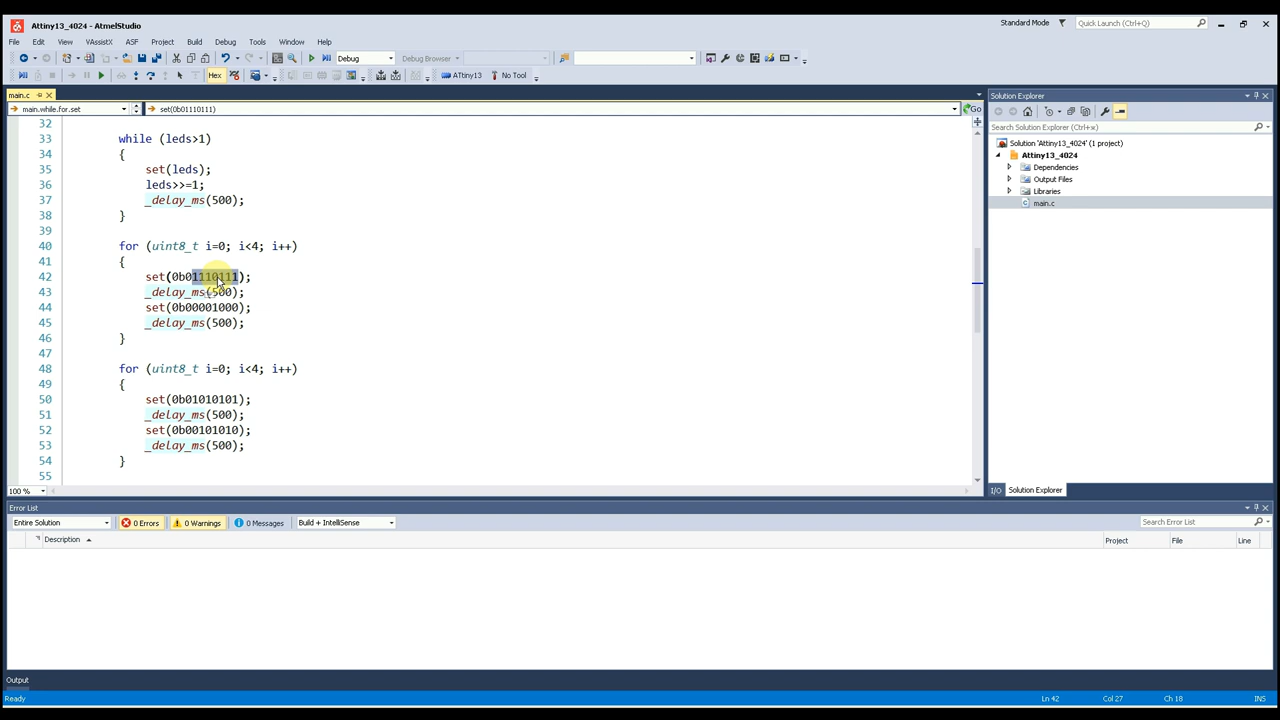 Attiny13_4024 - AtmelStudio
Standard Mode
Quick Launch (Ctrl+Q)
File Edit View VAssistX ASF Project Build Debug Tools Window Help
Debug Debug Browser
Hex ATtiny13 No Tool
main.c
main.while.for.set
set(0b01110111)
Go
32
33 while (leds>1)
34 {
35 set(leds);
36 leds>>=1;
37 _delay_ms(500);
38 }
39
40 for (uint8_t i=0; i<4; i++)
41 {
42 set(0b01110111);
43 _delay_ms(500);
44 set(0b00001000);
45 _delay_ms(500);
46 }
47
48 for (uint8_t i=0; i<4; i++)
49 {
50 set(0b01010101);
51 _delay_ms(500);
52 set(0b00101010);
53 _delay_ms(500);
54 }
55
100 %
Solution Explorer
Search Solution Explorer (Ctrl+ж)
Solution 'Attiny13_4024' (1 project)
Attiny13_4024
Dependencies
Output Files
Libraries
main.c
I/O Solution Explorer
Error List
Entire Solution 0 Errors 0 Warnings 0 Messages Build + IntelliSense
Search Error List
Description Project File Line
Output
Ready Ln 42 Col 27 Ch 18 INS